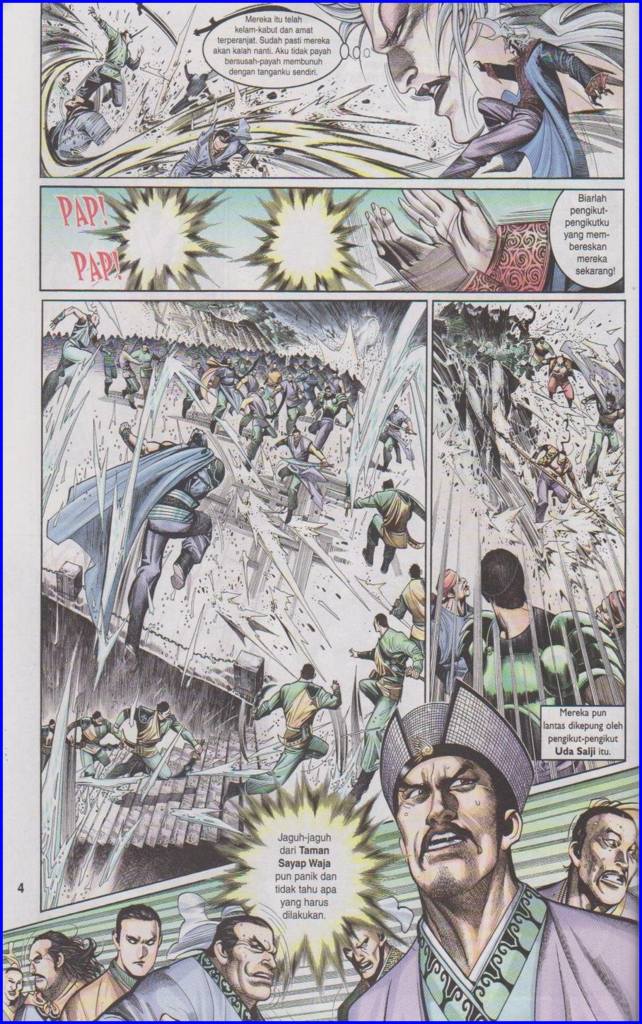 Mereka itu telah
kelam-kabut dan amat
terperanjat. Sudah pasti mereka
akan kalah nanti. Aku tidak payah
bersusah-payah membunuh
dengan tanganku sendiri.
PAP!
PAP!
Biarlah
pengikut-
pengikutku
yang mem-
bereskan
mereka
sekarang!
Mereka pun
lantas dikepung oleh
pengikut-pengikut
Uda Salji itu.
Jaguh-jaguh
dari Taman
Sayap Waja
pun panik dan
tidak tahu apa
yang harus
dilakukan.
4